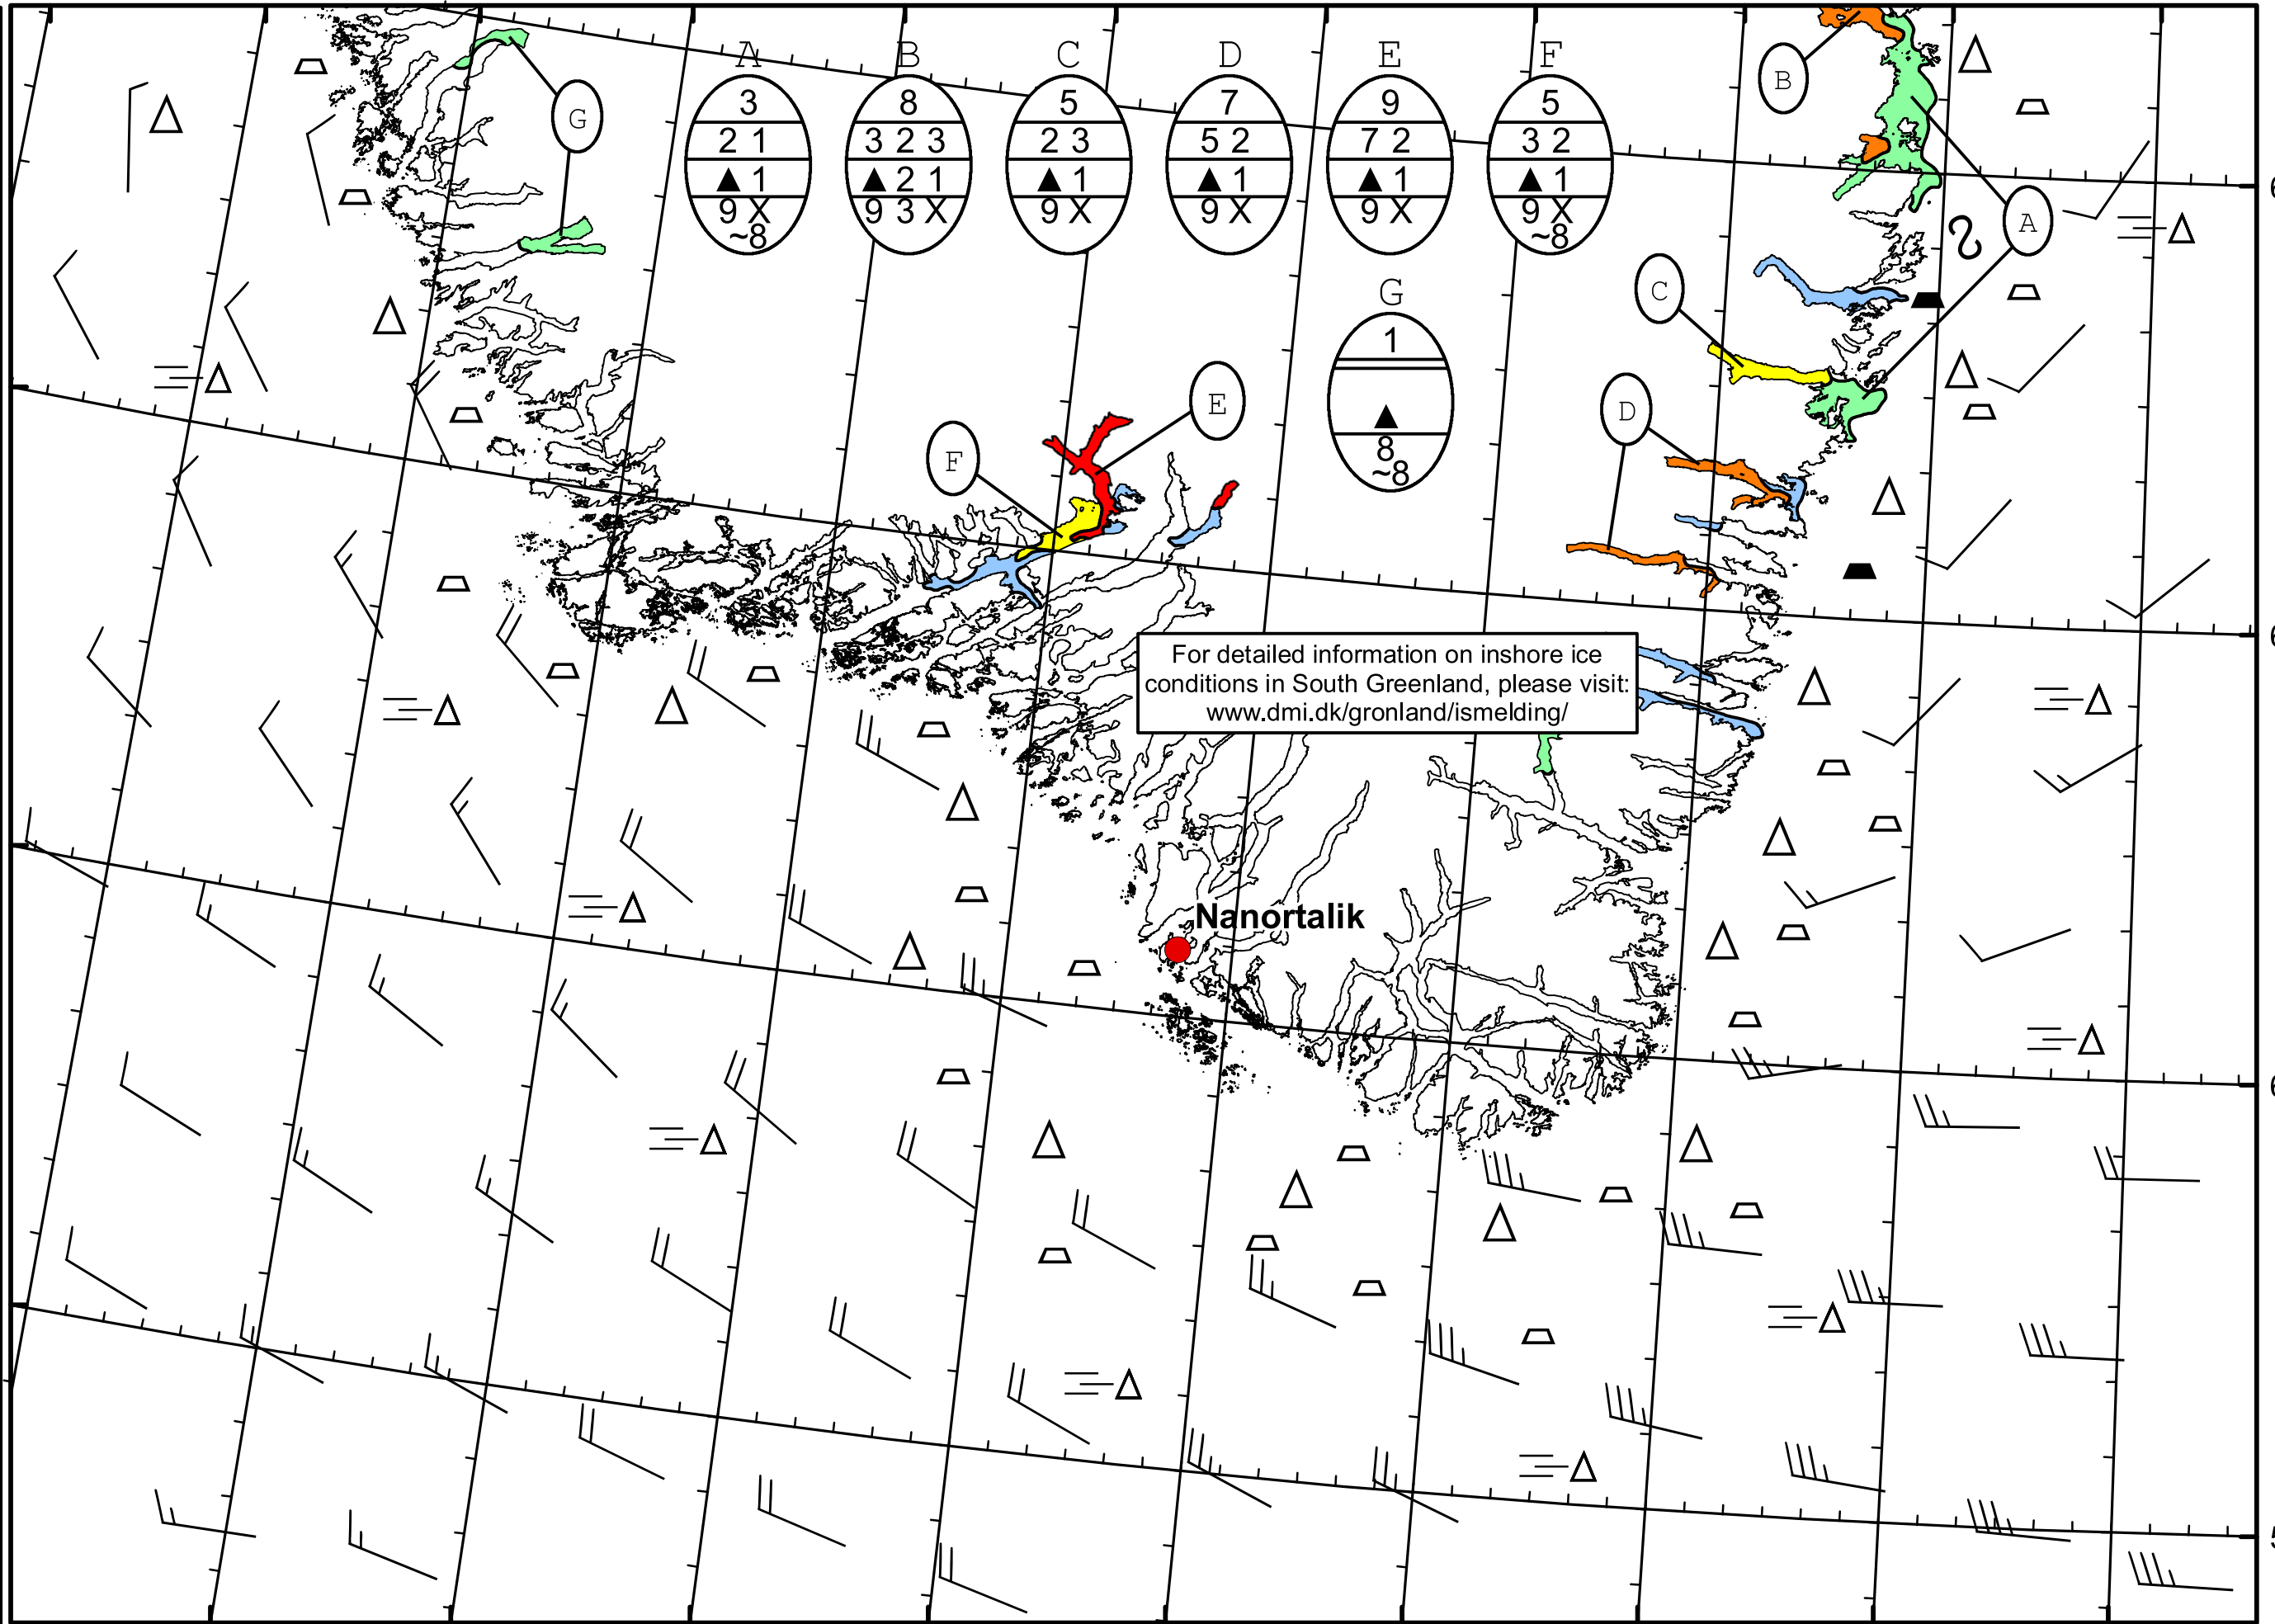 A B C D E F
3 8 5 7 9 5
2 1 3 2 3 2 3 5 2 7 2 3 2
▲ 1 ▲ 2 1 ▲ 1 ▲ 1 ▲ 1 ▲ 1
9 X 9 3 X 9 X 9 X 9 X 9 X
~8 ~8
B
G
A
C
G
1
▲
8
~8
E
D
F
For detailed information on inshore ice
conditions in South Greenland, please visit:
www.dmi.dk/gronland/ismelding/
Nanortalik